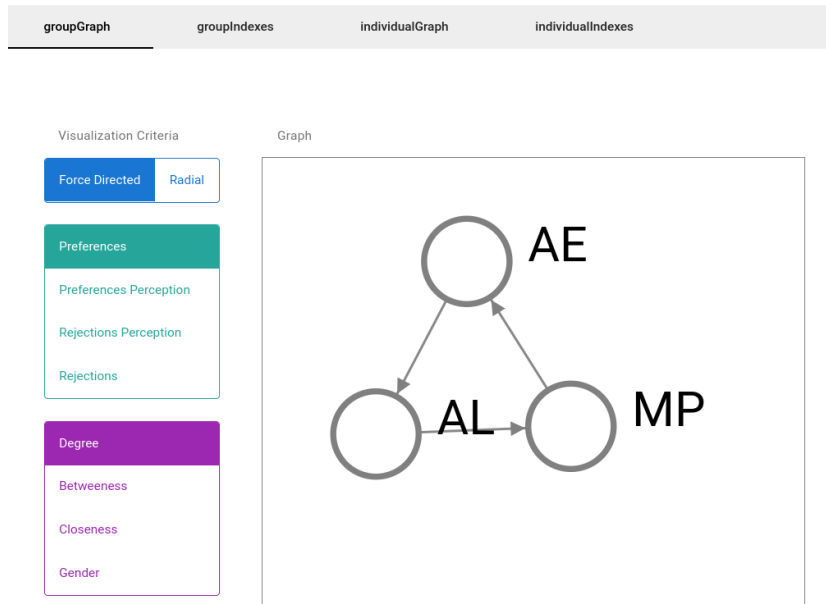 groupGraph groupIndexes individualGraph individualIndexes
Visualization Criteria
Graph
Force Directed Radial
Preferences
Preferences Perception
Rejections Perception
Rejections
Degree
Betweeness
Closeness
Gender
AE
AL
MP